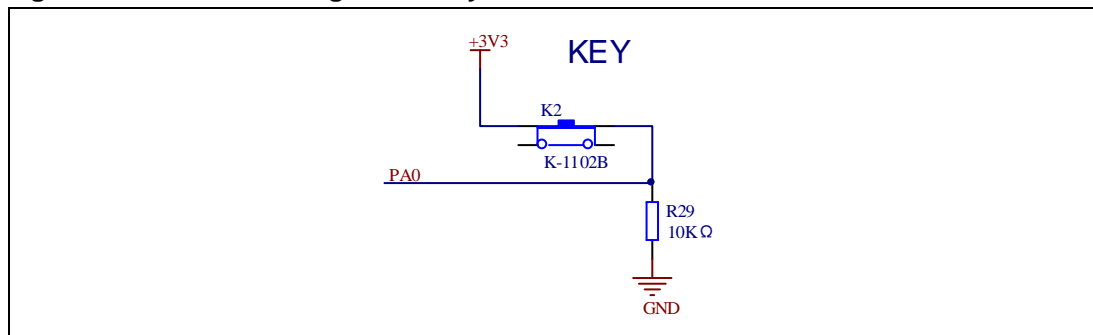 +3V3
KEY
K2
K-1102B
PA0
R29
10KΩ
GND